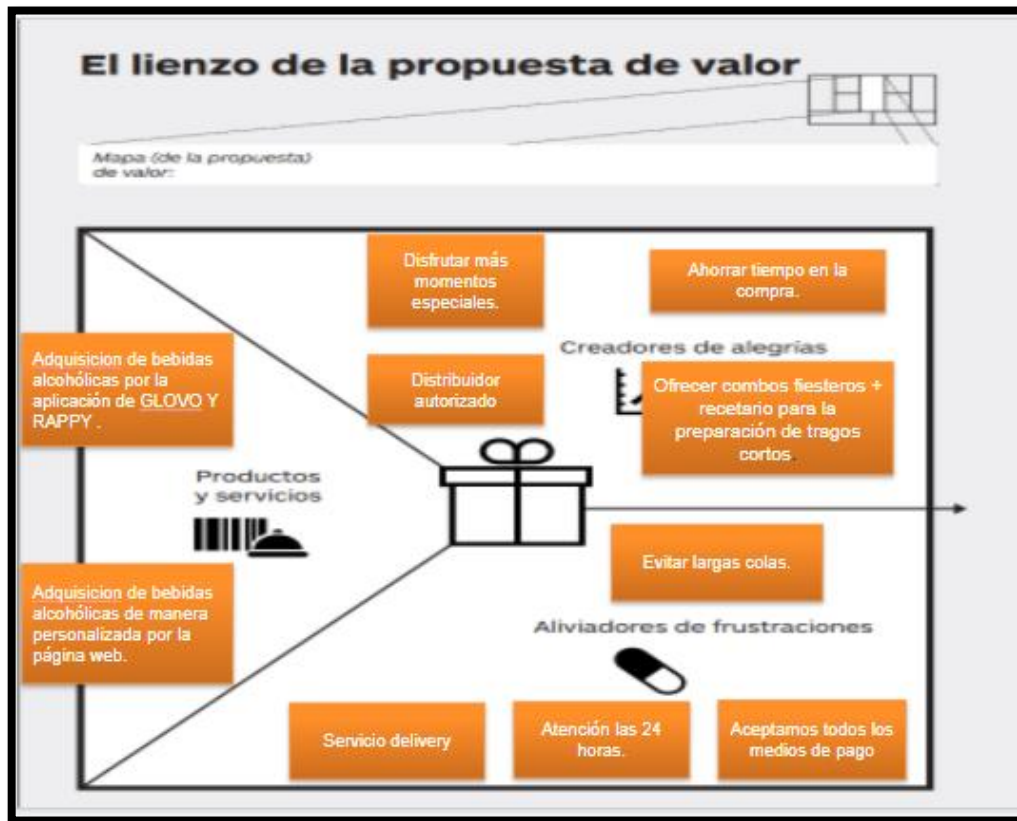 El lienzo de la propuesta de valor
Mapa (de la propuesta)
de valor:
Disfrutar más
momentos
especiales.
Ahorrar tiempo en la
compra.
Adquisicion de bebidas
alcohólicas por la
aplicación de GLOVO Y
RAPPY .
Creadores de alegrías
Distribuidor
autorizado
Ofrecer combos fiesteros +
recetario para la
preparación de tragos
cortos.
Productos
y servicios
Evitar largas colas.
Adquisicion de bebidas
alcohólicas de manera
personalizada por la
página web.
Aliviadores de frustraciones
Servicio delivery
Atención las 24
horas.
Aceptamos todos los
medios de pago